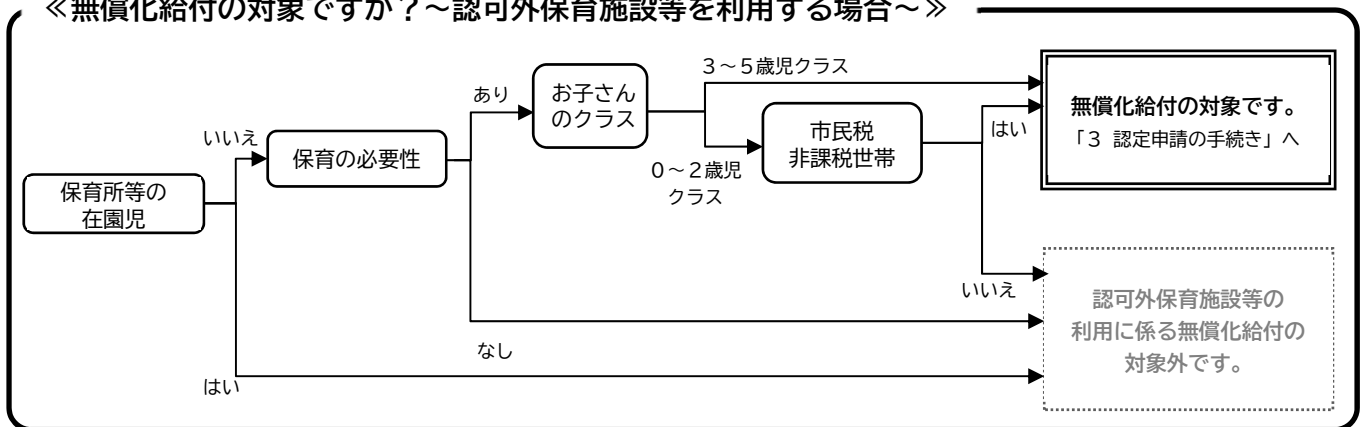 ≪無償化給付の対象ですか？～認可外保育施設等を利用する場合～≫
保育所等の
在園児
いいえ
はい
保育の必要性
あり
なし
お子さん
のクラス
３～５歳児クラス
０～２歳児
クラス
市民税
非課税世帯
はい
いいえ
無償化給付の対象です。
「３ 認定申請の手続き」へ
認可外保育施設等の
利用に係る無償化給付の
対象外です。